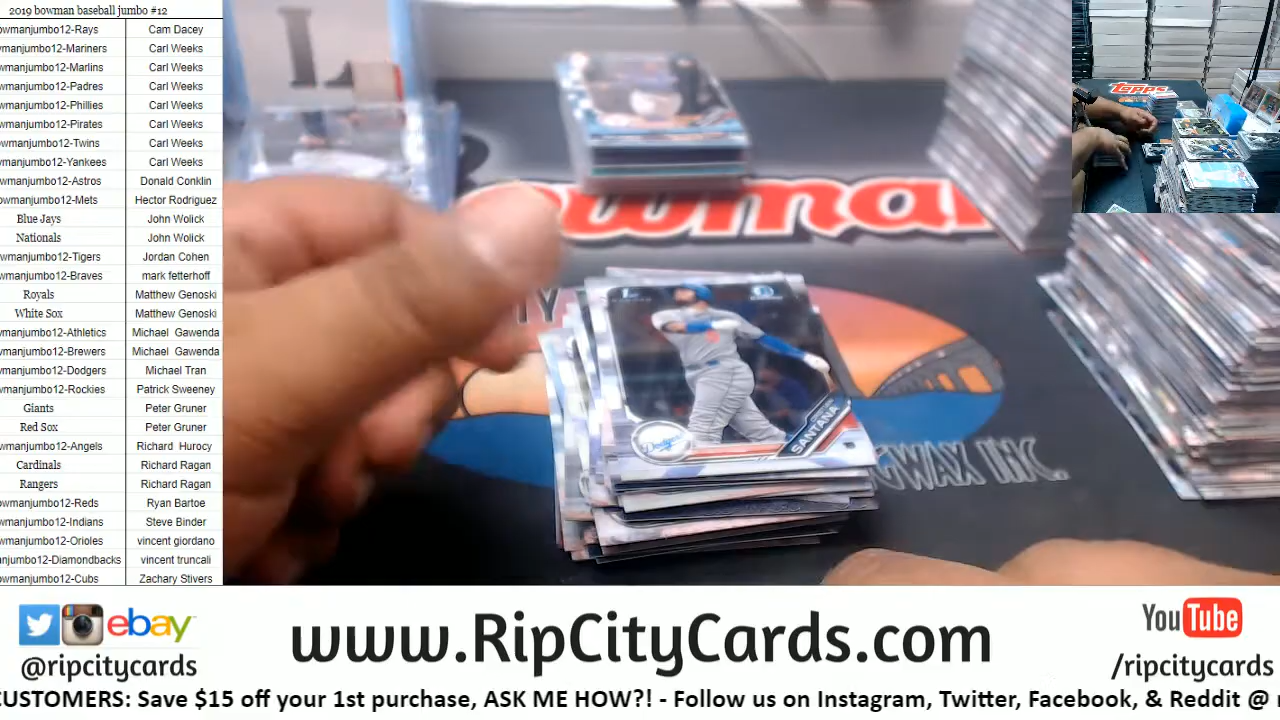 2019 bowman baseball jumbo #12
owmanjumbo12-Rays Cam Dacey
wmanjumbo12-Mariners Carl Weeks
wmanjumbo12-Marlins Carl Weeks
wmanjumbo12-Padres Carl Weeks
wmanjumbo12-Phillies Carl Weeks
wmanjumbo12-Pirates Carl Weeks
wmanjumbo12-Twins Carl Weeks
wmanjumbo12-Yankees Carl Weeks
owmanjumbo12-Astros Donald Conklin
owmanjumbo12-Mets Hector Rodriguez
Blue Jays John Wolick
Nationals John Wolick
owmanjumbo12-Tigers Jordan Cohen
owmanjumbo12-Braves mark fetterhoff
Royals Matthew Genoski
White Sox Matthew Genoski
wmanjumbo12-Athletics Michael Gawenda
wmanjumbo12-Brewers Michael Gawenda
wmanjumbo12-Dodgers Michael Tran
wmanjumbo12-Rockies Patrick Sweeney
Giants Peter Gruner
Red Sox Peter Gruner
owmanjumbo12-Angels Richard Hurocy
Cardinals Richard Ragan
Rangers Richard Ragan
owmanjumbo12-Reds Ryan Bartoe
wmanjumbo12-Indians Steve Binder
wmanjumbo12-Orioles vincent giordano
anjumbo12-Diamondbacks vincent truncali
wmanjumbo12-Cubs Zachary Stivers
topps
owma
ITY
GWAX INC.
Dodgers
SANTANA
ebay
@ripcitycards
www.RipCityCards.com
YouTube
/ripcitycards
CUSTOMERS: Save $15 off your 1st purchase, ASK ME HOW?! - Follow us on Instagram, Twitter, Facebook, & Reddit @